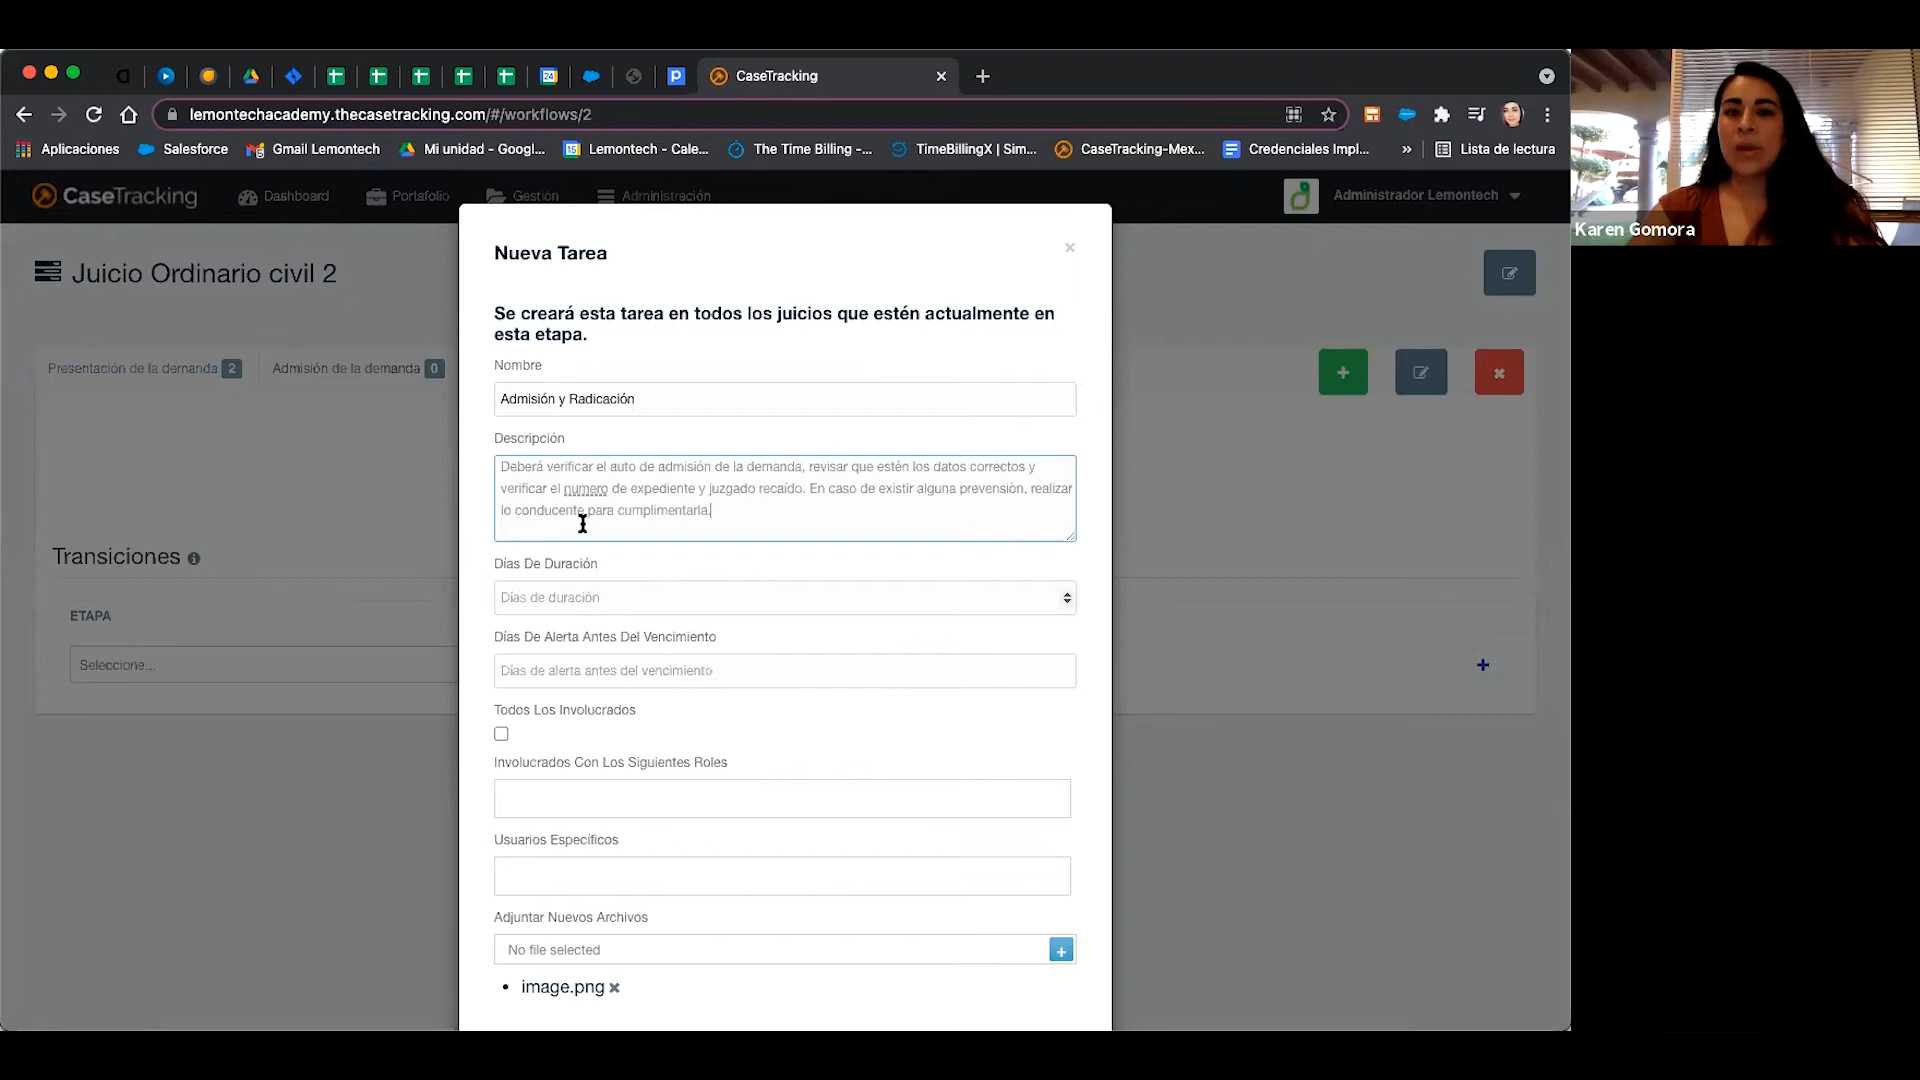 CaseTracking
lemontechacademy.thecasetracking.com/#/workflows/2
Aplicaciones
Salesforce
Gmail Lemontech
Mi unidad - Googl...
Lemontech - Cale...
The Time Billing -...
TimeBillingX | Sim...
CaseTracking-Mex...
Credenciales Impl...
»
Lista de lectura
CaseTracking
Dashboard
Portafolio
Gestión
Administración
Administrador Lemontech
Karen Gomora
Juicio Ordinario civil 2
Presentación de la demanda 2
Admisión de la demanda 0
Transiciones
ETAPA
Seleccione...
Nueva Tarea
Se creará esta tarea en todos los juicios que estén actualmente en
esta etapa.
Nombre
Admisión y Radicación
Descripción
Deberá verificar el auto de admisión de la demanda, revisar que estén los datos correctos y
verificar el numero de expediente y juzgado recaído. En caso de existir alguna prevensiòn, realizar
lo conducente para cumplimentarla.
Días De Duración
Días de duración
Días De Alerta Antes Del Vencimiento
Días de alerta antes del vencimiento
Todos Los Involucrados
Involucrados Con Los Siguientes Roles
Usuarios Específicos
Adjuntar Nuevos Archivos
No file selected
image.png